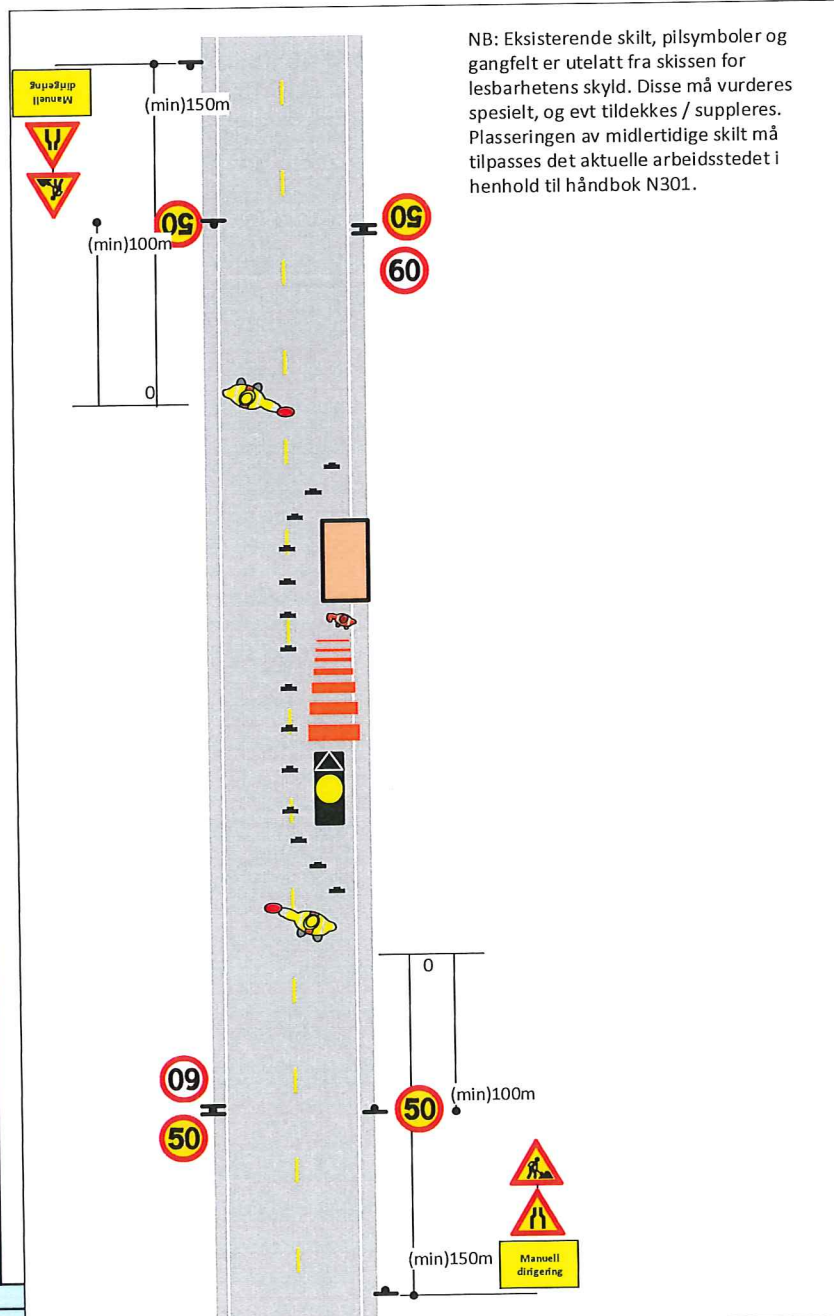 NB: Eksisterende skilt, pilsymboler og
gangfelt er utelatt fra skissen for
lesbarhetens skyld. Disse må vurderes
spesielt, og evt tildekkes / suppleres.
Plasseringen av midlertidige skilt må
tilpasses det aktuelle arbeidsstedet i
henhold til håndbok N301.
Manuell
dirigering
(min)150m
50
50
(min)100m
60
0
0
60
50
50
(min)100m
(min)150m
Manuell
dirigering